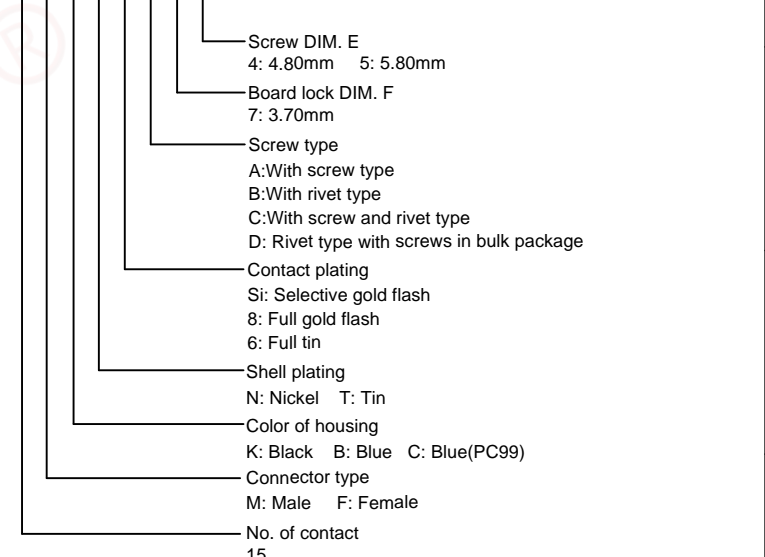 Screw DIM. E
4: 4.80mm 5: 5.80mm
Board lock DIM. F
7: 3.70mm
Screw type
A:With screw type
B:With rivet type
C:With screw and rivet type
D: Rivet type with screws in bulk package
Contact plating
Si: Selective gold flash
8: Full gold flash
6: Full tin
Shell plating
N: Nickel T: Tin
Color of housing
K: Black B: Blue C: Blue(PC99)
Connector type
M: Male F: Female
No. of contact
15